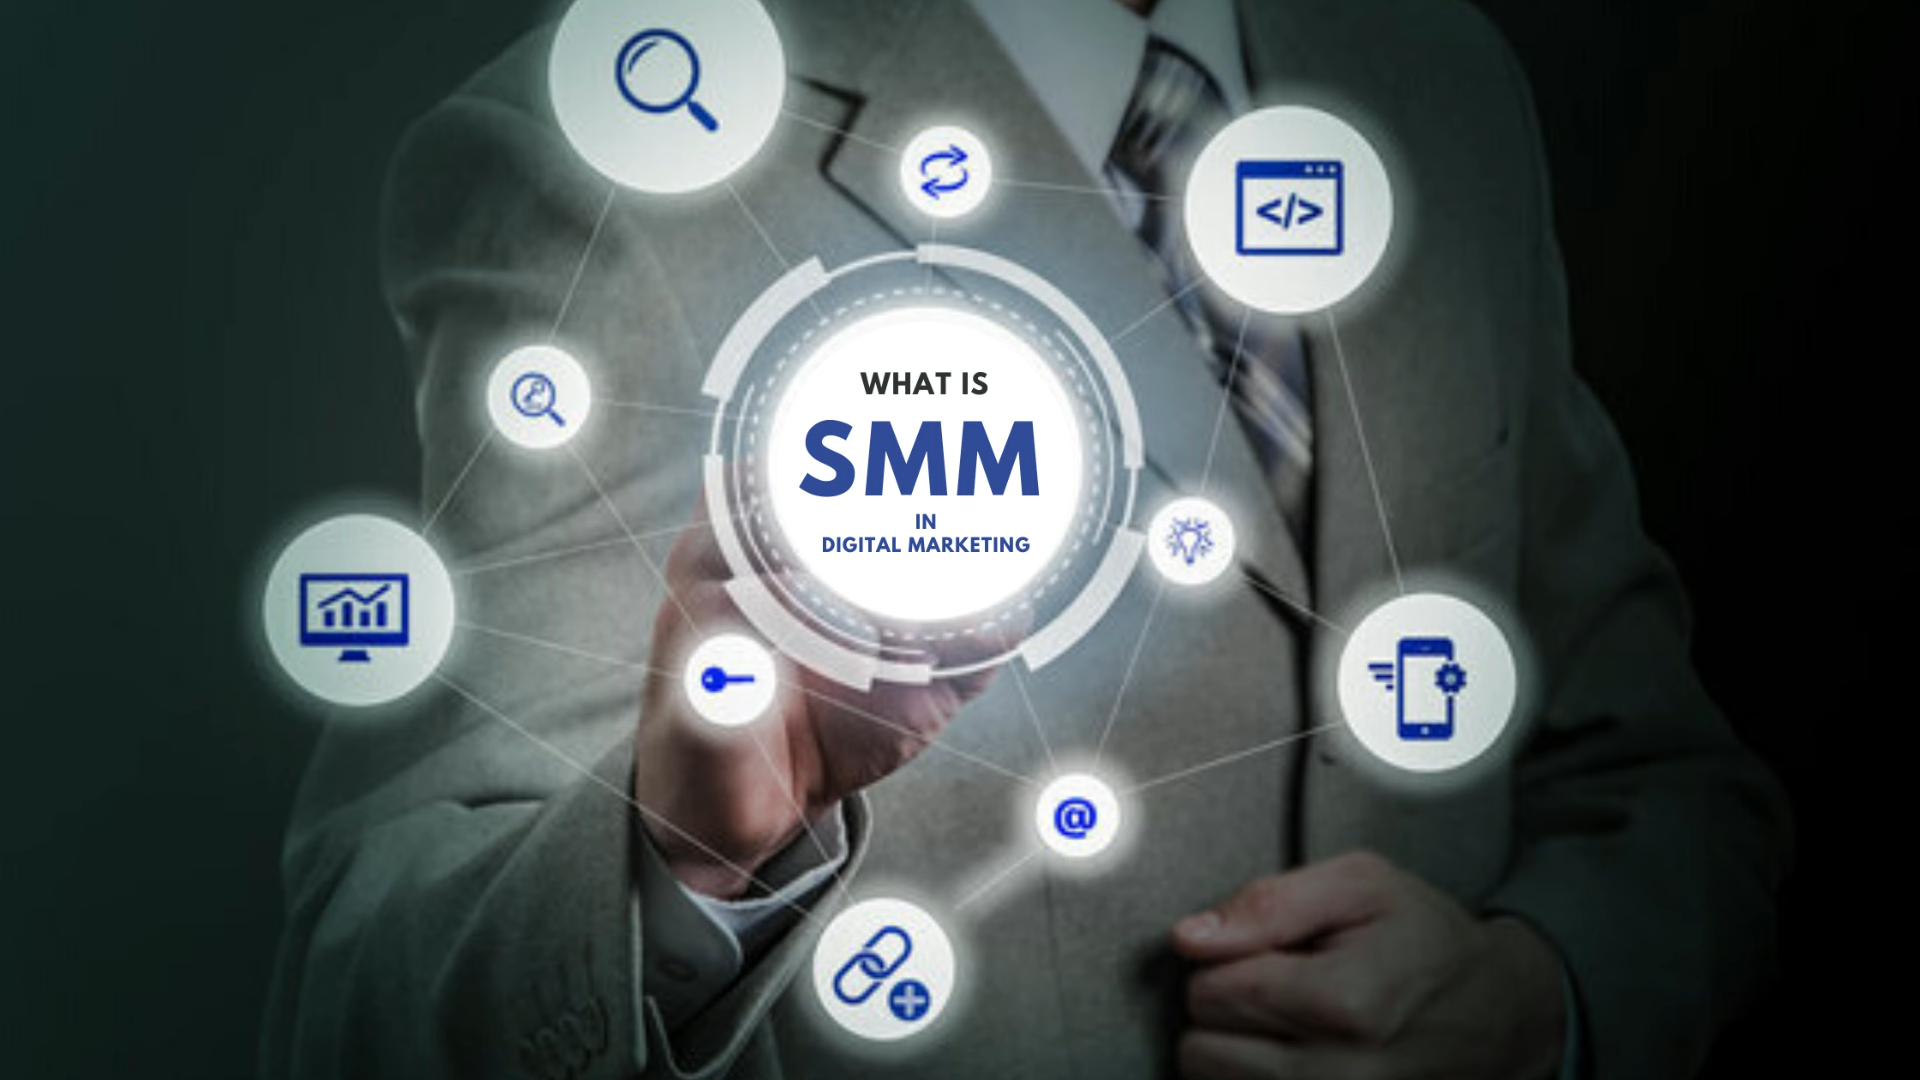 WHAT IS
SMM
IN
DIGITAL MARKETING
</>
@